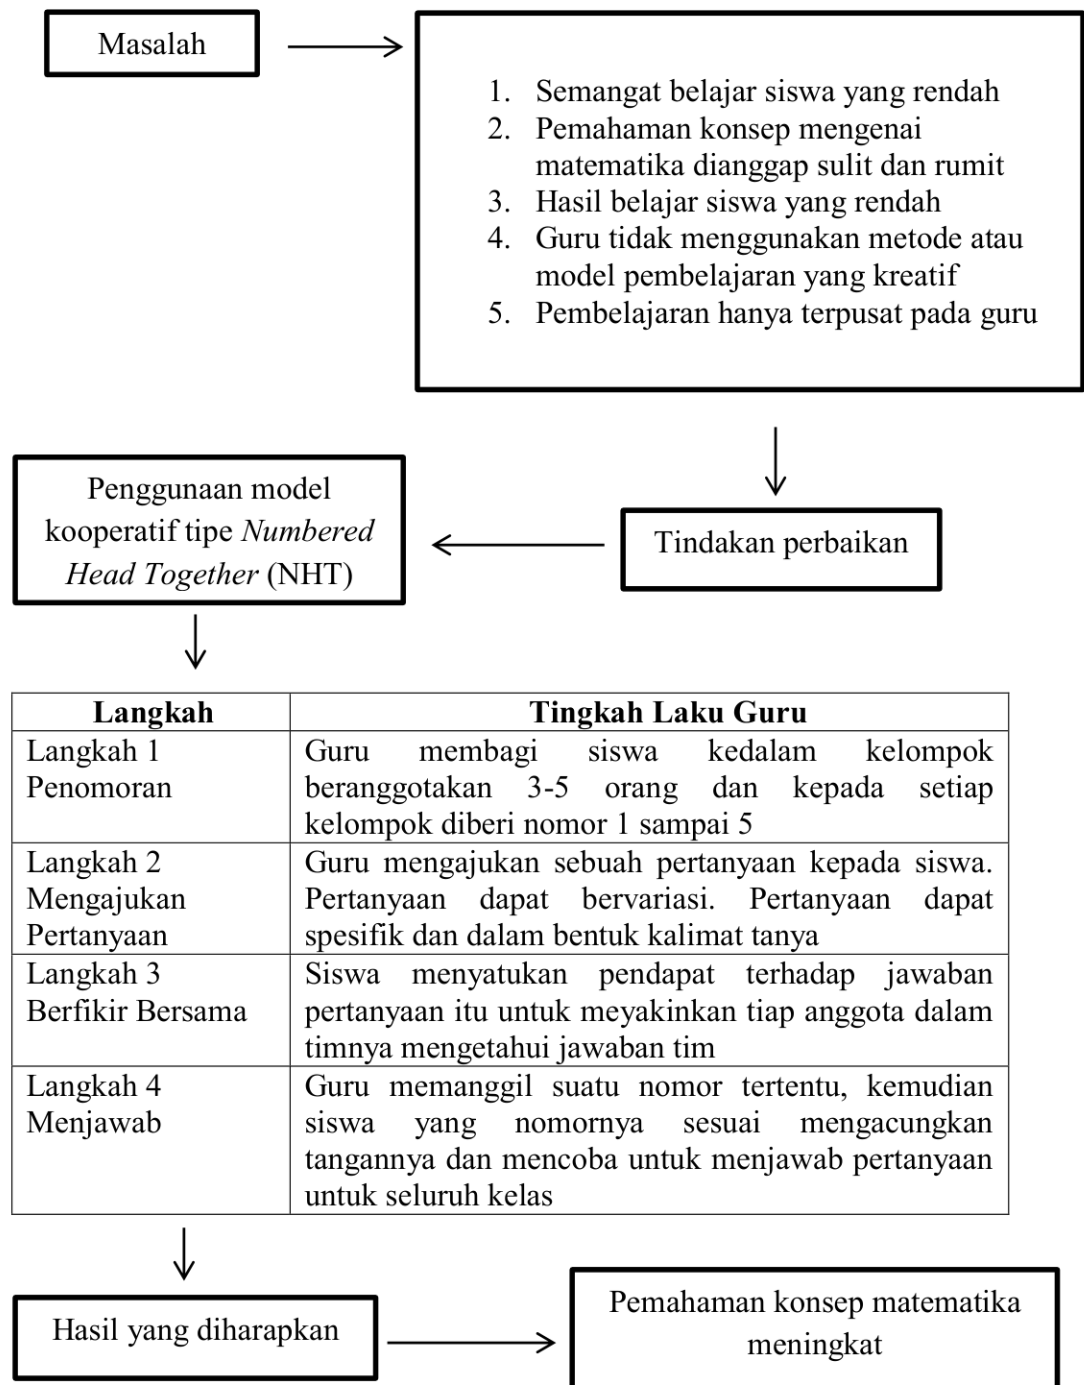 Masalah
1. Semangat belajar siswa yang rendah
2. Pemahaman konsep mengenai
matematika dianggap sulit dan rumit
3. Hasil belajar siswa yang rendah
4. Guru tidak menggunakan metode atau
model pembelajaran yang kreatif
5. Pembelajaran hanya terpusat pada guru
Tindakan perbaikan
Penggunaan model
kooperatif tipe Numbered
Head Together (NHT)
Langkah
Tingkah Laku Guru
Langkah 1
Penomoran
Guru membagi siswa kedalam kelompok
beranggotakan 3-5 orang dan kepada setiap
kelompok diberi nomor 1 sampai 5
Langkah 2
Mengajukan
Pertanyaan
Guru mengajukan sebuah pertanyaan kepada siswa.
Pertanyaan dapat bervariasi. Pertanyaan dapat
spesifik dan dalam bentuk kalimat tanya
Langkah 3
Berfikir Bersama
Siswa menyatukan pendapat terhadap jawaban
pertanyaan itu untuk meyakinkan tiap anggota dalam
timnya mengetahui jawaban tim
Langkah 4
Menjawab
Guru memanggil suatu nomor tertentu, kemudian
siswa yang nomornya sesuai mengacungkan
tangannya dan mencoba untuk menjawab pertanyaan
untuk seluruh kelas
Hasil yang diharapkan
Pemahaman konsep matematika
meningkat